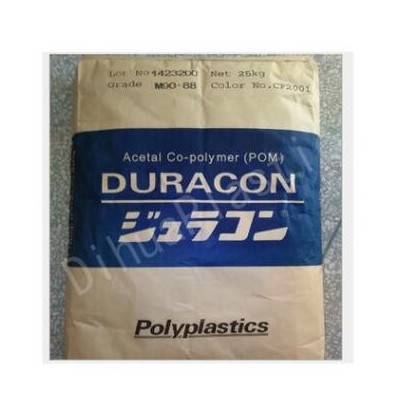 Lot No 4423200 Net 25kg
Grade M90-88 Color No.CF2001
Acetal Co-polymer (POM)
DURACON
ジュラコン
Polyplastics